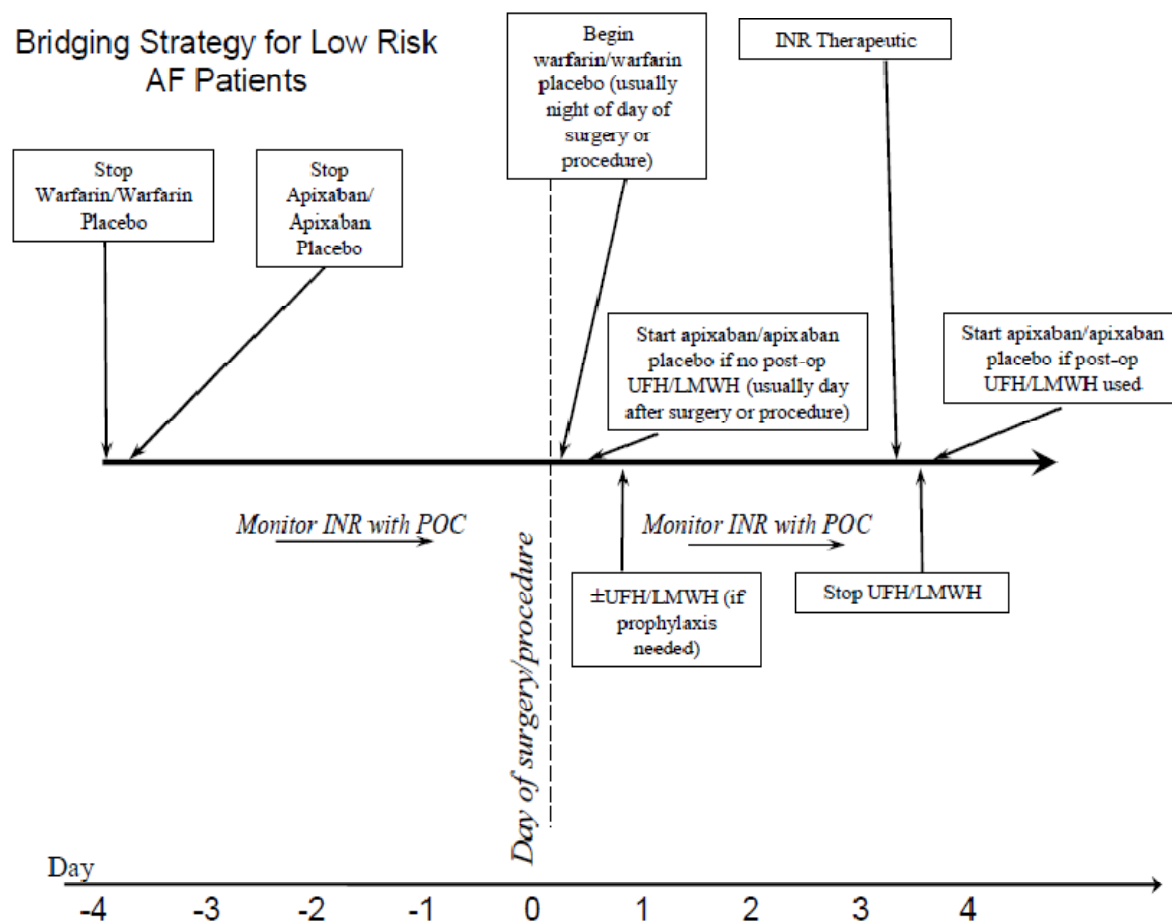 Bridging Strategy for Low Risk
AF Patients
Stop
Warfarin/Warfarin
Placebo
Stop
Apixaban/
Apixaban
Placebo
Begin
warfarin/warfarin
placebo (usually
night of day of
surgery or
procedure)
INR Therapeutic
Start apixaban/apixaban
placebo if no post-op
UFH/LMWH (usually day
after surgery or procedure)
Start apixaban/apixaban
placebo if post-op
UFH/LMWH used
Monitor INR with POC
Monitor INR with POC
Day of surgery/procedure
±UFH/LMWH (if
prophylaxis
needed)
Stop UFH/LMWH
Day
-4 -3 -2 -1 0 1 2 3 4